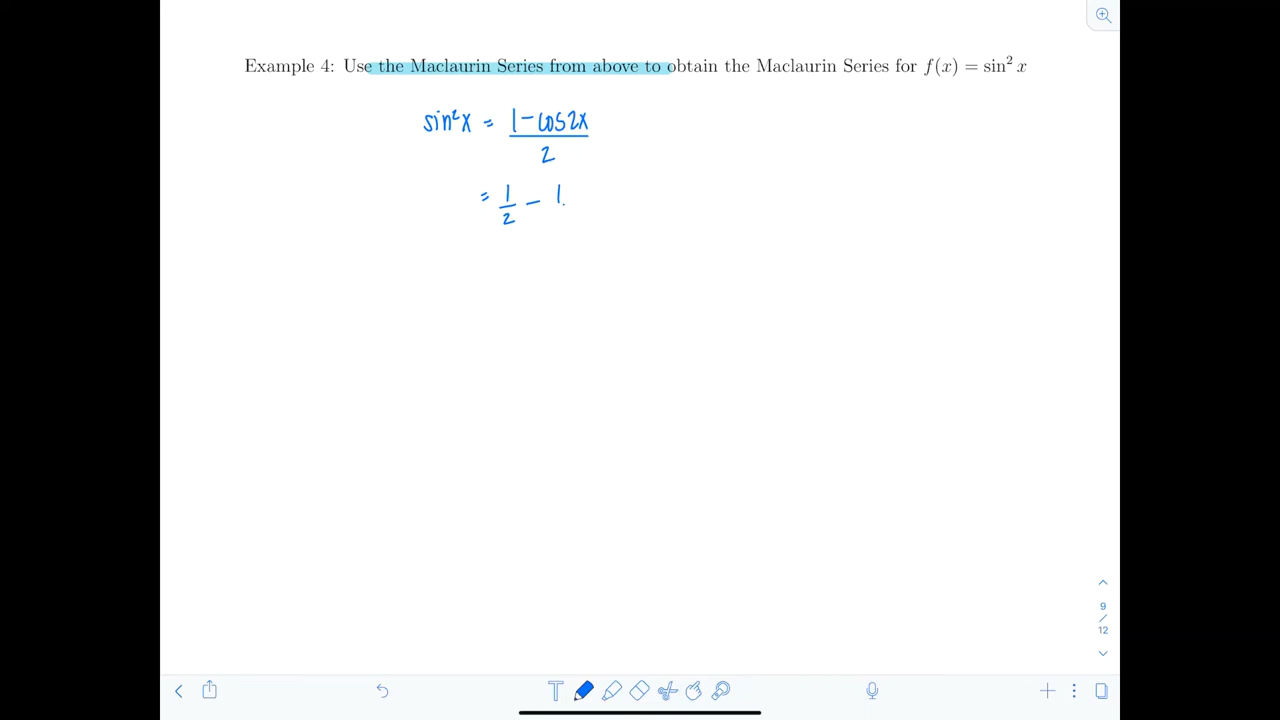 Example 4: Use the Maclaurin Series from above to obtain the Maclaurin Series for f(x) = sin² x
sin²x = 1-cos2x
2
= 1/2 - 1
9
/
12
T